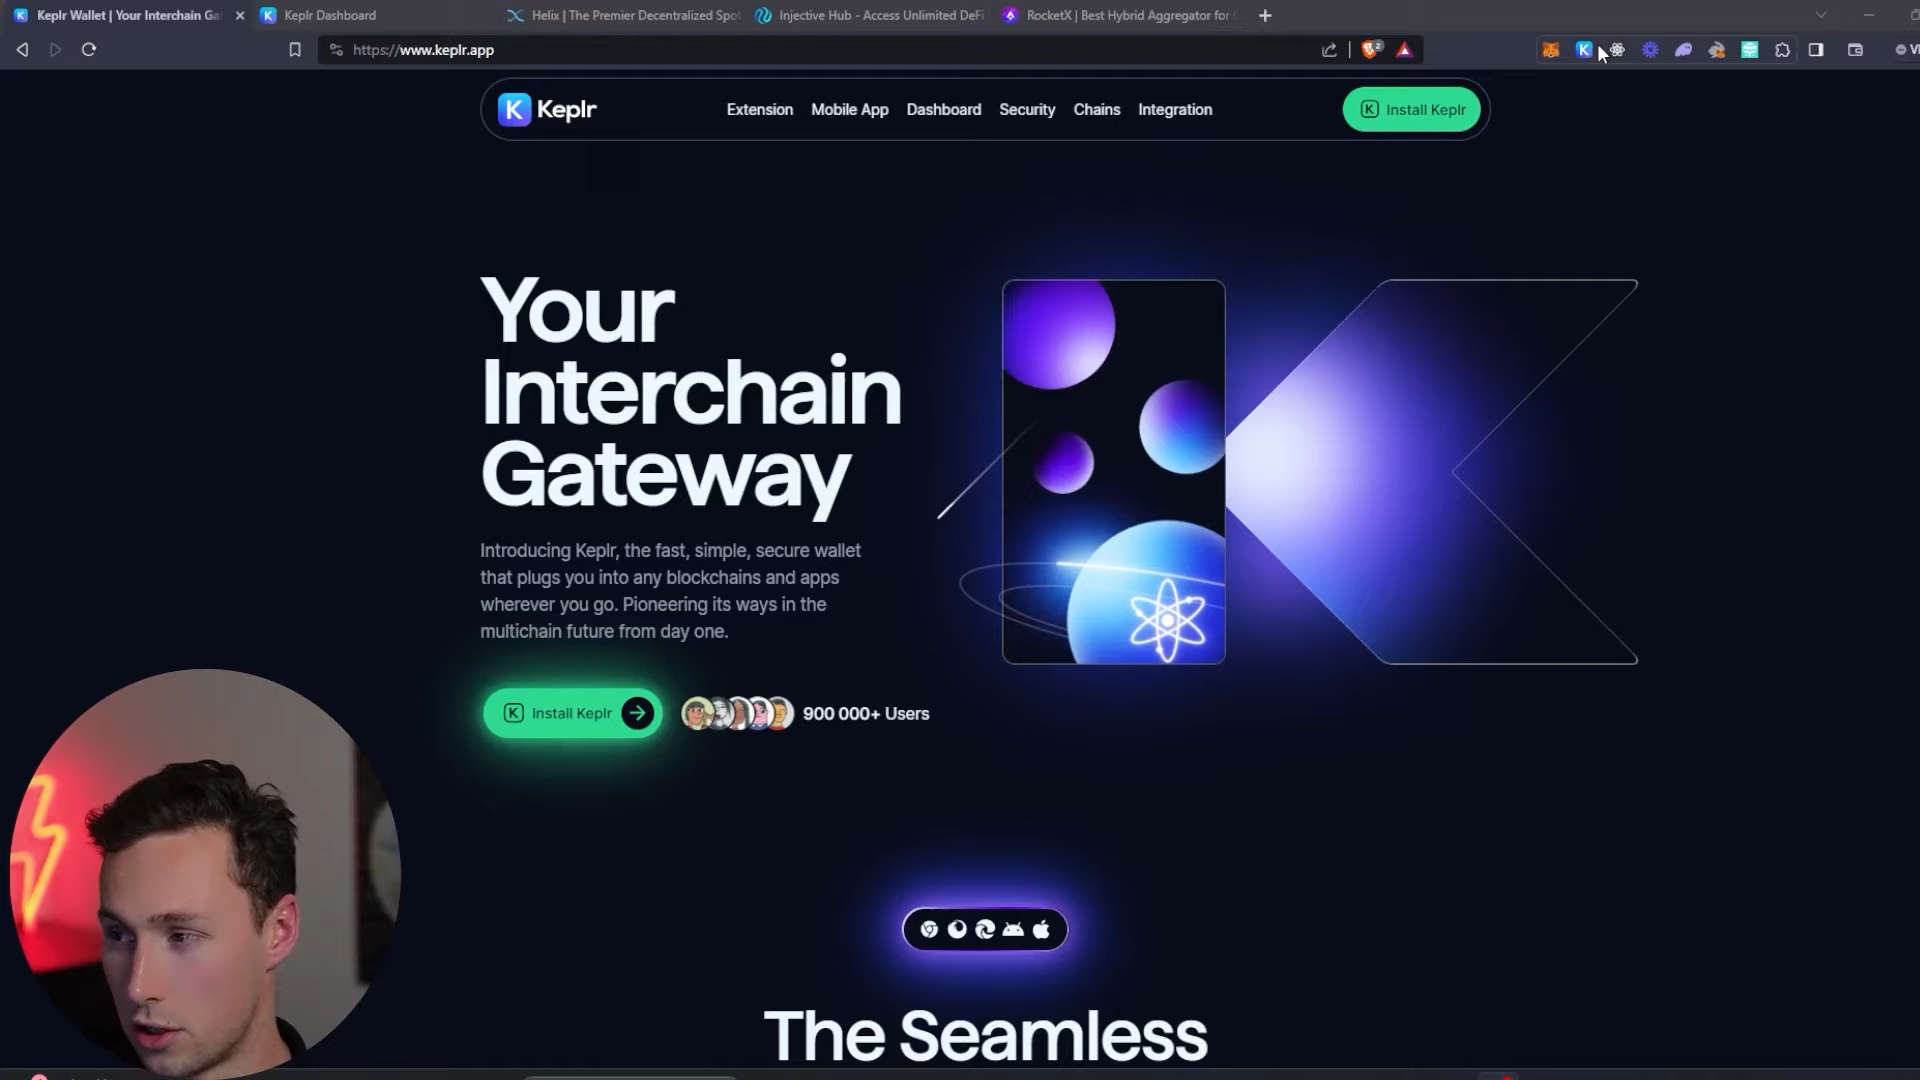 Keplr Wallet | Your Interchain Ga
Keplr Dashboard
Helix | The Premier Decentralized Spot
Injective Hub - Access Unlimited DeFi
RocketX | Best Hybrid Aggregator for
https://www.keplr.app
2
K
VP
K Keplr
Extension
Mobile App
Dashboard
Security
Chains
Integration
K Install Keplr
Your
Interchain
Gateway
Introducing Keplr, the fast, simple, secure wallet
that plugs you into any blockchains and apps
wherever you go. Pioneering its ways in the
multichain future from day one.
K Install Keplr
900 000+ Users
The Seamless